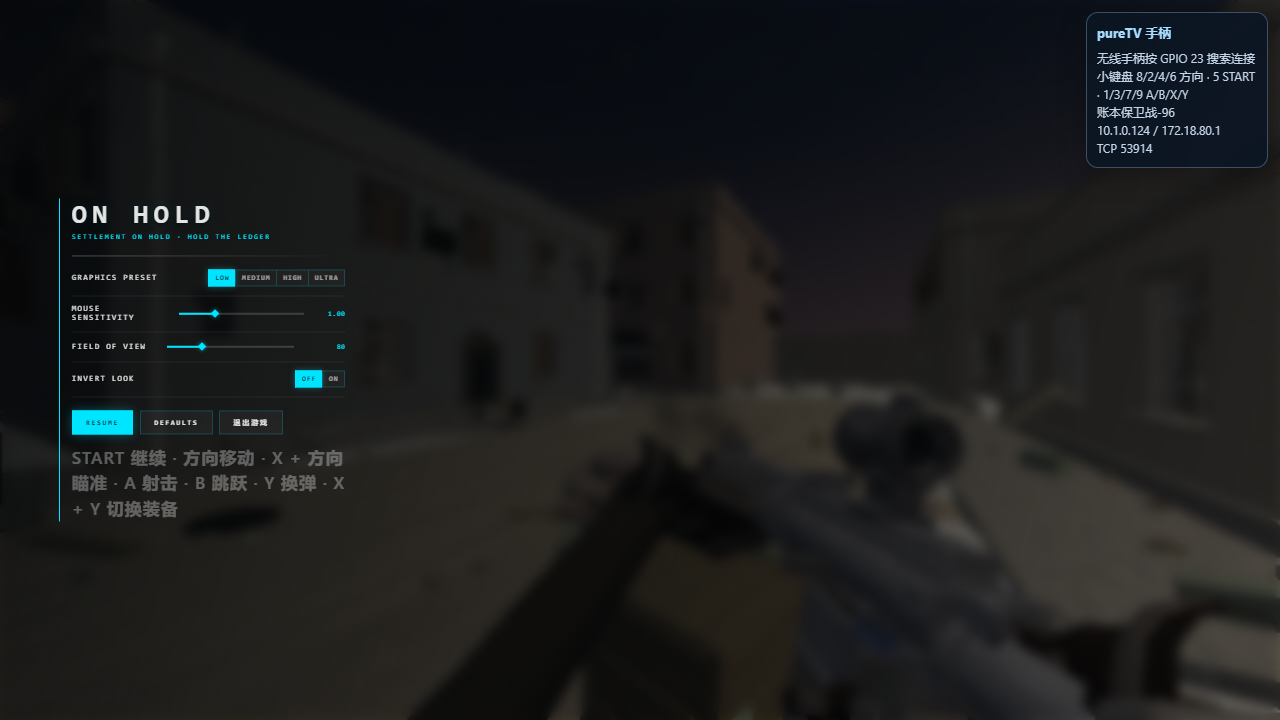 pureTV 手柄
无线手柄按 GPIO 23 搜索连接
小键盘 8/2/4/6 方向 · 5 START
· 1/3/7/9 A/B/X/Y
账本保卫战-96
10.1.0.124 / 172.18.80.1
TCP 53914
ON HOLD
SETTLEMENT ON HOLD · HOLD THE LEDGER
GRAPHICS PRESET LOW MEDIUM HIGH ULTRA
MOUSE
SENSITIVITY 1.00
FIELD OF VIEW 80
INVERT LOOK OFF ON
RESUME DEFAULTS 退出游戏
START 继续 · 方向移动 · X + 方向
瞄准 · A 射击 · B 跳跃 · Y 换弹 · X
+ Y 切换装备